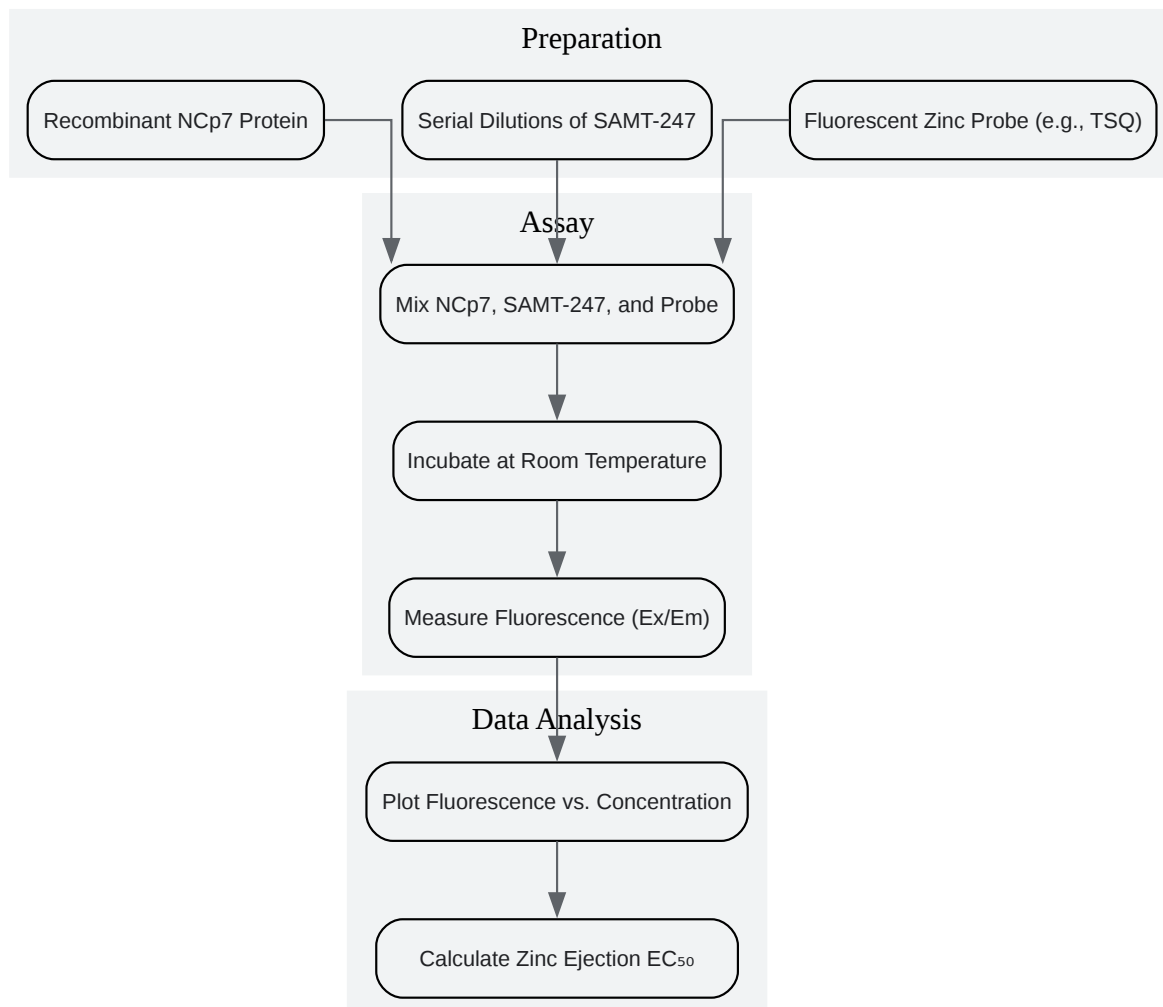 Preparation
Recombinant NCp7 Protein
Serial Dilutions of SAMT-247
Fluorescent Zinc Probe (e.g., TSQ)
Assay
Mix NCp7, SAMT-247, and Probe
Incubate at Room Temperature
Measure Fluorescence (Ex/Em)
Data Analysis
Plot Fluorescence vs. Concentration
Calculate Zinc Ejection EC₅₀